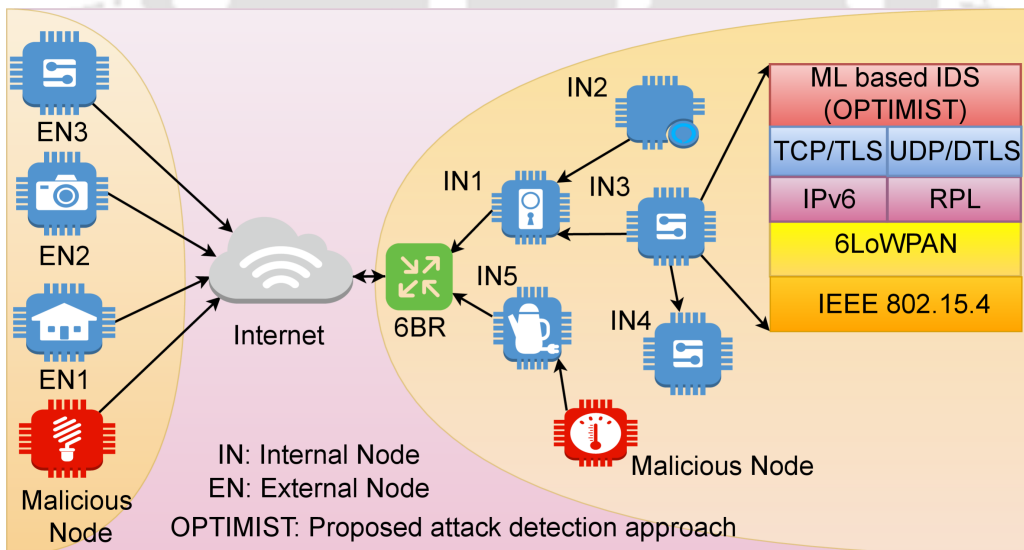 EN3
EN2
EN1
Malicious
Node
Internet
6BR
IN1
IN2
IN3
IN4
IN5
Malicious Node
ML based IDS
(OPTIMIST)
TCP/TLS
UDP/DTLS
IPv6
RPL
6LoWPAN
IEEE 802.15.4
IN: Internal Node
EN: External Node
OPTIMIST: Proposed attack detection approach